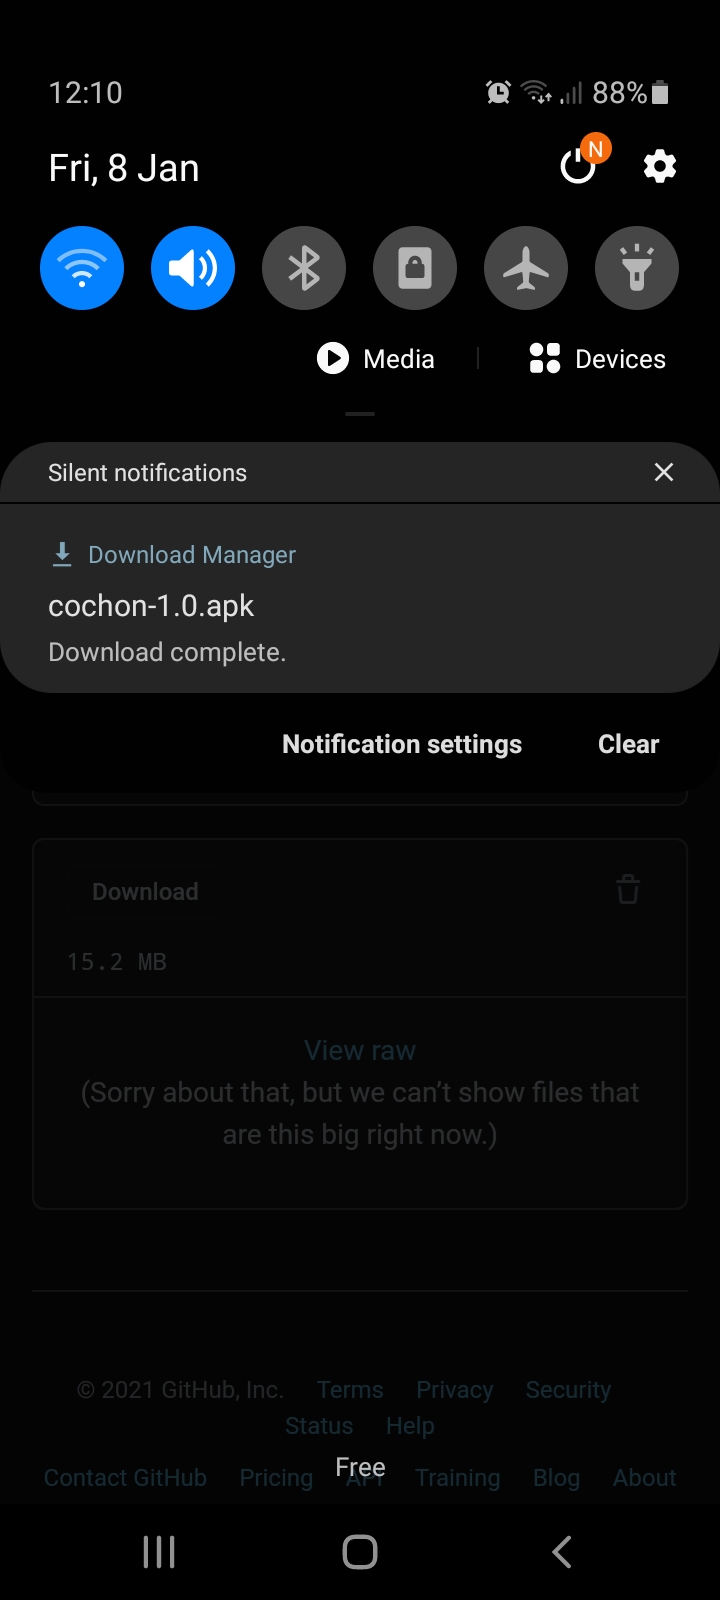 12:10 88%
Fri, 8 Jan N
Media Devices
Silent notifications
Download Manager
cochon-1.0.apk
Download complete.
Notification settings Clear
Download
15.2 MB
View raw
(Sorry about that, but we can’t show files that
are this big right now.)
© 2021 GitHub, Inc. Terms Privacy Security
Status Help
Free
Contact GitHub Pricing API Training Blog About